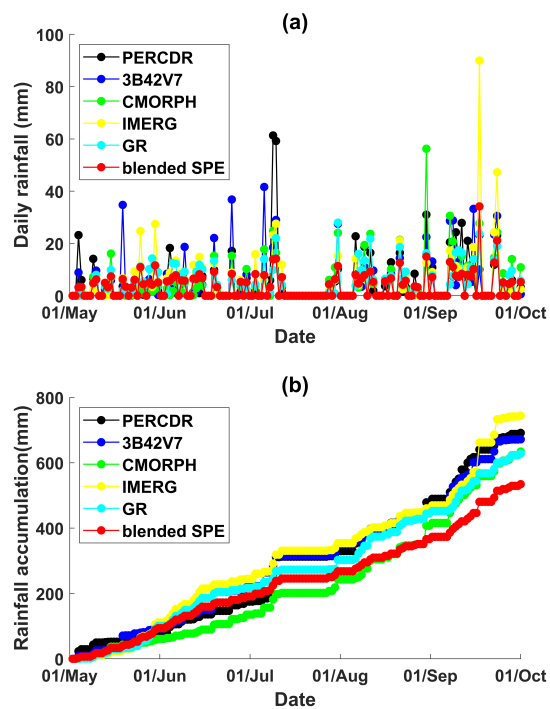 (a)
100
80
60
40
20
0
Daily rainfall (mm)
PERCDR
3B42V7
CMORPH
IMERG
GR
blended SPE
01/May 01/Jun 01/Jul 01/Aug 01/Sep 01/Oct
Date
(b)
800
600
400
200
0
Rainfall accumulation(mm)
PERCDR
3B42V7
CMORPH
IMERG
GR
blended SPE
01/May 01/Jun 01/Jul 01/Aug 01/Sep 01/Oct
Date